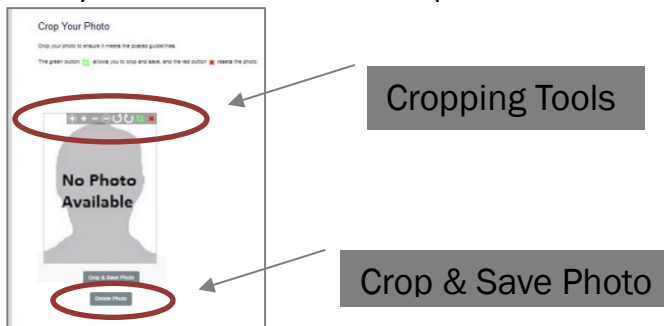 Crop Your Photo
Crop your photo to ensure it meets the posted guidelines.
The green button allows you to crop and save, and the red button resets the photo.
Cropping Tools
No Photo
Available
Crop & Save Photo
Delete Photo
Crop & Save Photo